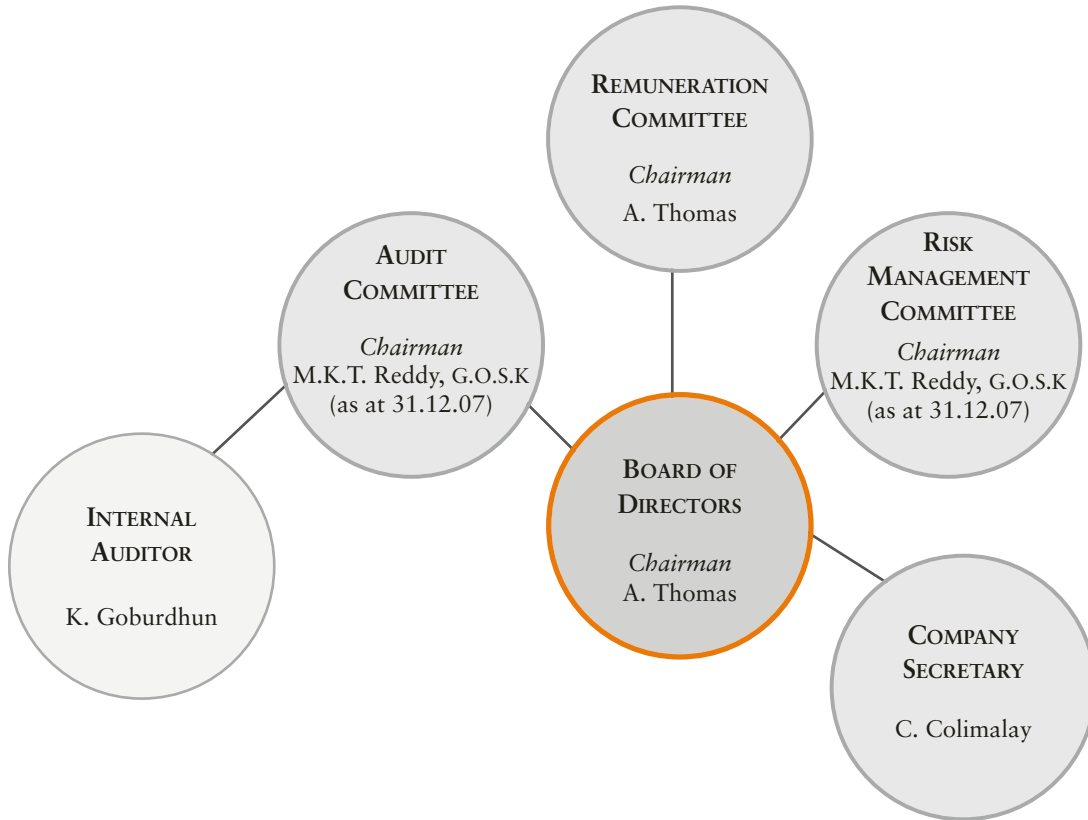 REMUNERATION
COMMITTEE
Chairman
A. Thomas
AUDIT
COMMITTEE
Chairman
M.K.T. Reddy, G.O.S.K
(as at 31.12.07)
RISK
MANAGEMENT
COMMITTEE
Chairman
M.K.T. Reddy, G.O.S.K
(as at 31.12.07)
BOARD OF
DIRECTORS
Chairman
A. Thomas
INTERNAL
AUDITOR
K. Goburdhun
COMPANY
SECRETARY
C. Colimalay